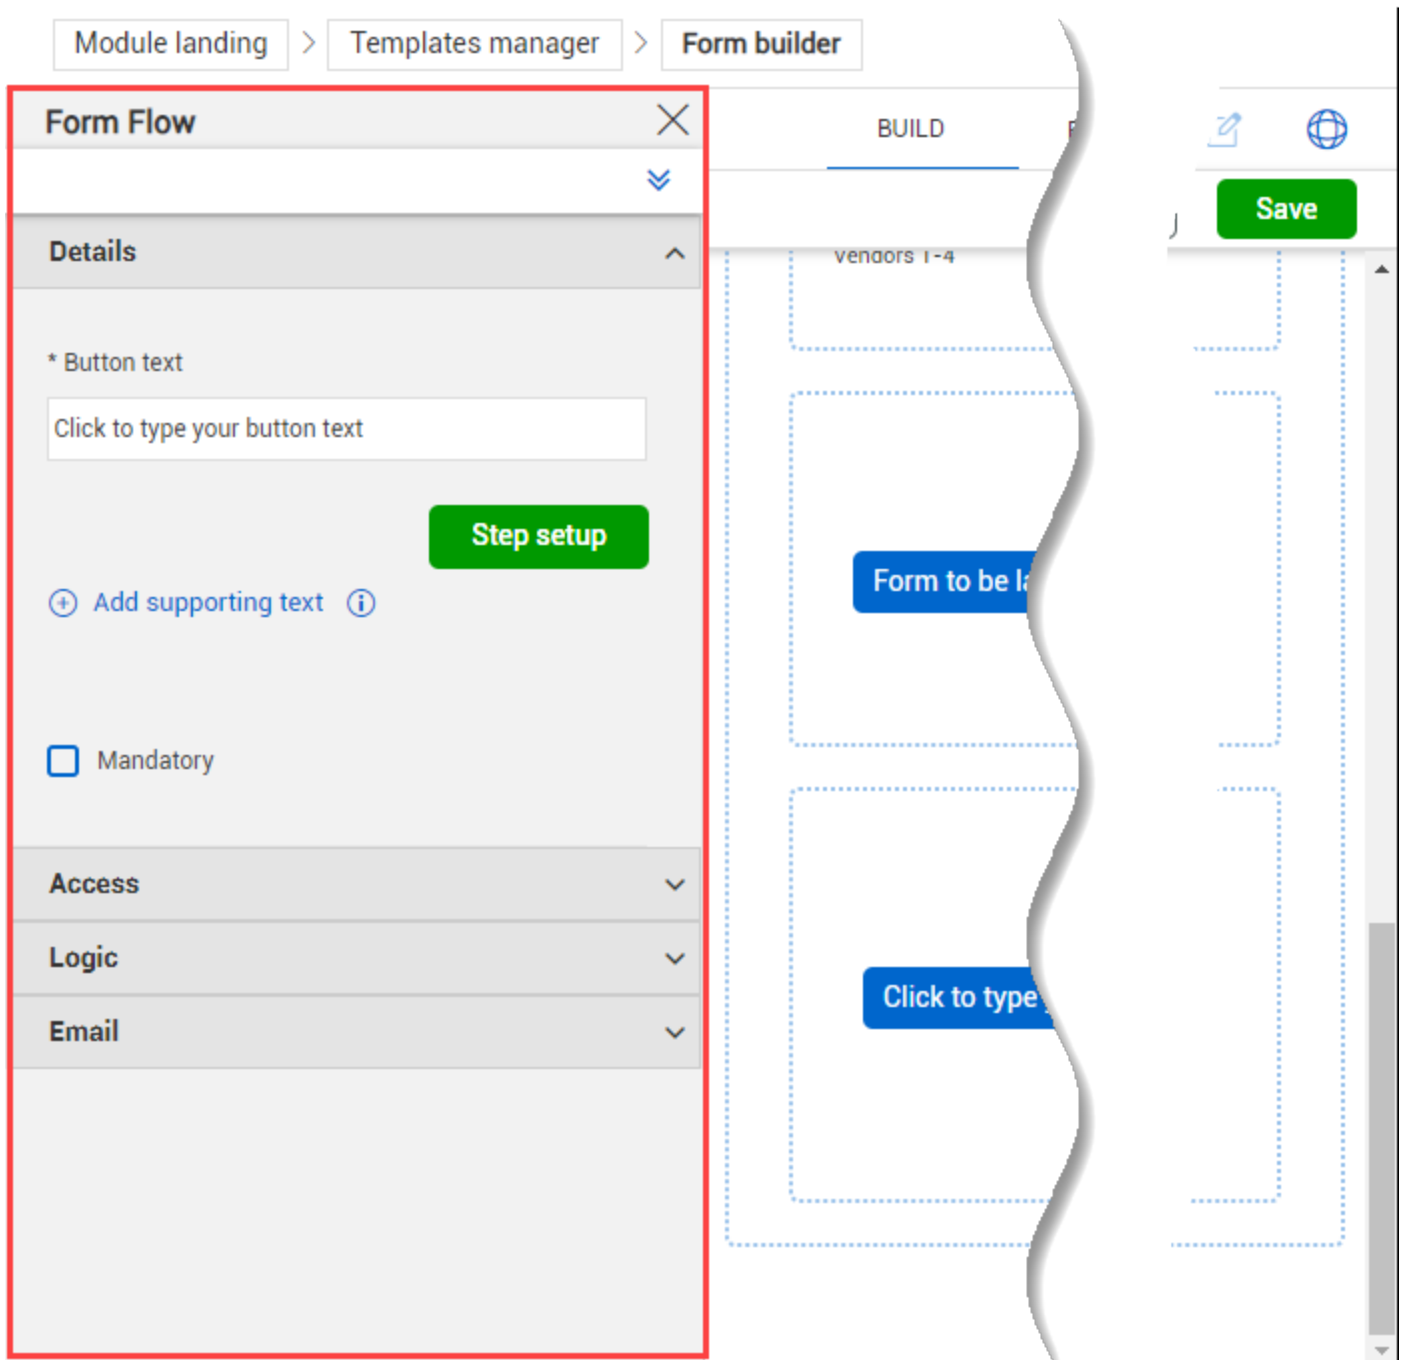 Module landing > Templates manager > Form builder
Form Flow
BUILD
Save
Details
Vendors 1-4
* Button text
Click to type your button text
Step setup
Form to be
Add supporting text
Mandatory
Access
Logic
Click to type
Email